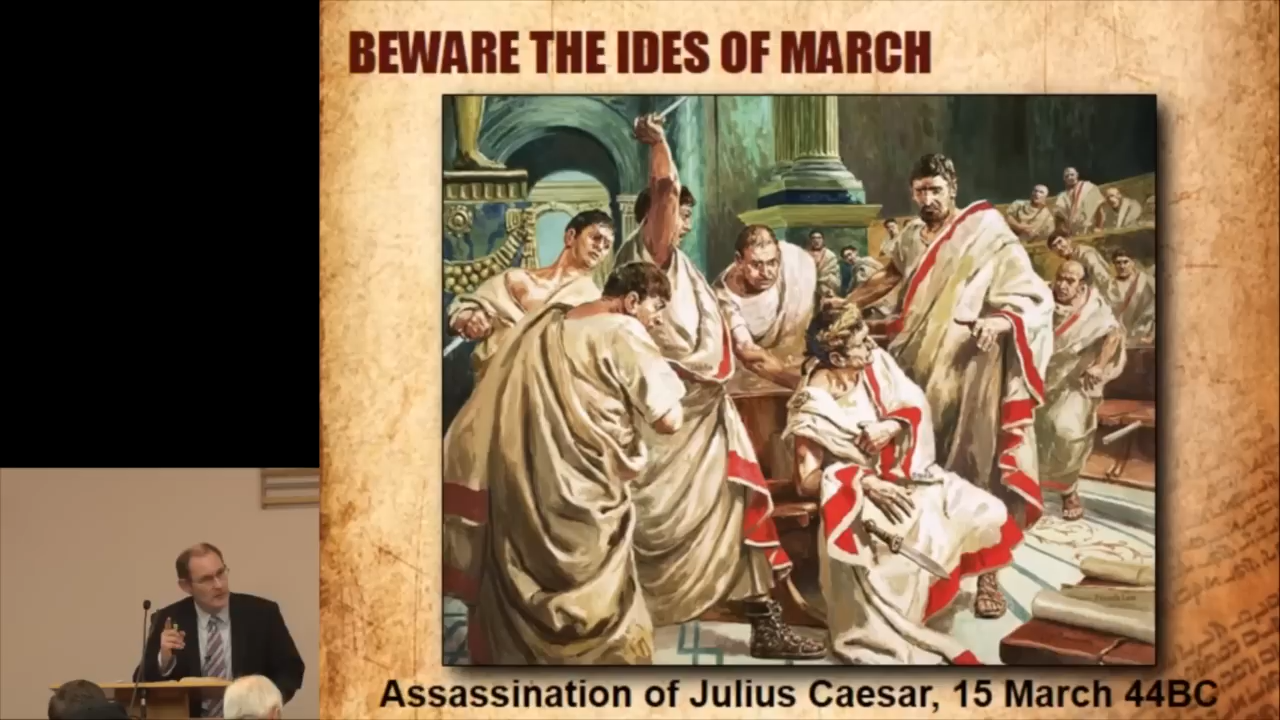 BEWARE THE IDES OF MARCH
Assassination of Julius Caesar, 15 March 44BC